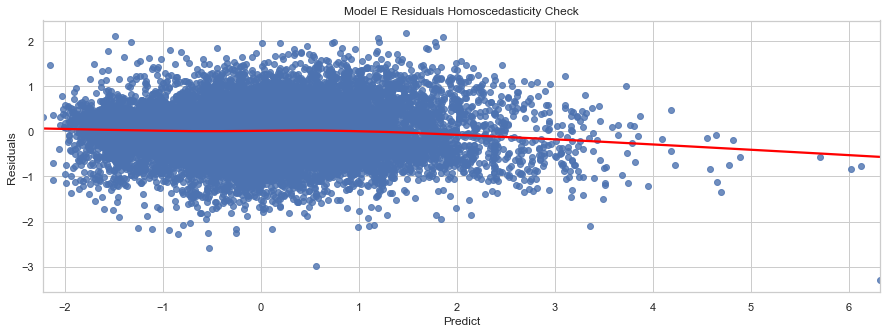 Model E Residuals Homoscedasticity Check
2
1
0
−1
−2
−3
Residuals
−2 −1 0 1 2 3 4 5 6
Predict